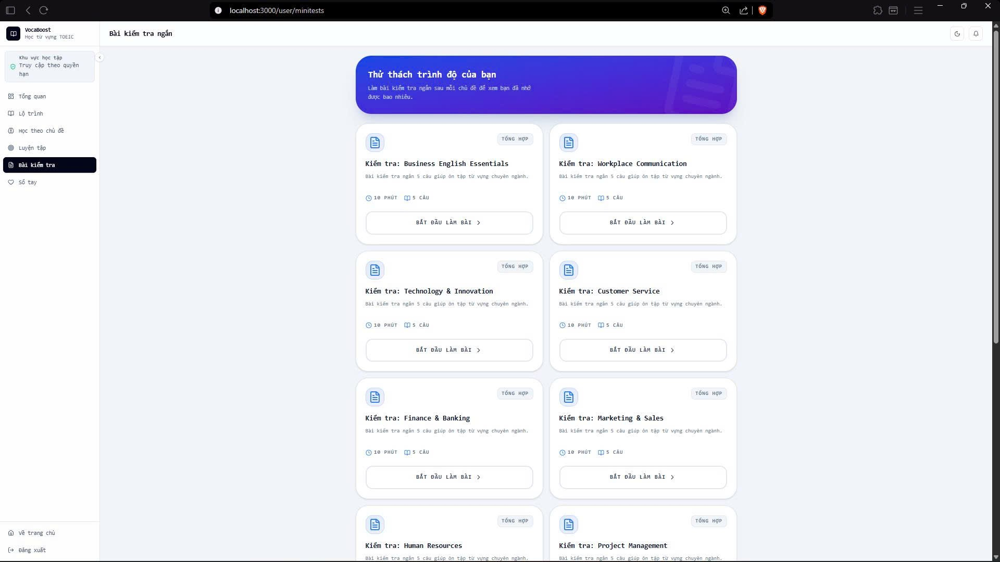 localhost:3000/user/minitests
VocaBoost
Học từ vựng TOEIC
Bài kiểm tra ngắn
Khu vực học tập
Truy cập theo quyền
hạn
Tổng quan
Lộ trình
Học theo chủ đề
Luyện tập
Bài kiểm tra
Sổ tay
Về trang chủ
Đăng xuất
Thử thách trình độ của bạn
Làm bài kiểm tra ngắn sau mỗi chủ đề để xem bạn đã nhớ
được bao nhiêu.
TỔNG HỢP
Kiểm tra: Business English Essentials
Bài kiểm tra ngắn 5 câu giúp ôn tập từ vựng chuyên ngành.
10 PHÚT 5 CÂU
BẮT ĐẦU LÀM BÀI
TỔNG HỢP
Kiểm tra: Workplace Communication
Bài kiểm tra ngắn 5 câu giúp ôn tập từ vựng chuyên ngành.
10 PHÚT 5 CÂU
BẮT ĐẦU LÀM BÀI
TỔNG HỢP
Kiểm tra: Technology & Innovation
Bài kiểm tra ngắn 5 câu giúp ôn tập từ vựng chuyên ngành.
10 PHÚT 5 CÂU
BẮT ĐẦU LÀM BÀI
TỔNG HỢP
Kiểm tra: Customer Service
Bài kiểm tra ngắn 5 câu giúp ôn tập từ vựng chuyên ngành.
10 PHÚT 5 CÂU
BẮT ĐẦU LÀM BÀI
TỔNG HỢP
Kiểm tra: Finance & Banking
Bài kiểm tra ngắn 5 câu giúp ôn tập từ vựng chuyên ngành.
10 PHÚT 5 CÂU
BẮT ĐẦU LÀM BÀI
TỔNG HỢP
Kiểm tra: Marketing & Sales
Bài kiểm tra ngắn 5 câu giúp ôn tập từ vựng chuyên ngành.
10 PHÚT 5 CÂU
BẮT ĐẦU LÀM BÀI
TỔNG HỢP
Kiểm tra: Human Resources
Bài kiểm tra ngắn 5 câu giúp ôn tập từ vựng chuyên ngành.
TỔNG HỢP
Kiểm tra: Project Management
Bài kiểm tra ngắn 5 câu giúp ôn tập từ vựng chuyên ngành.